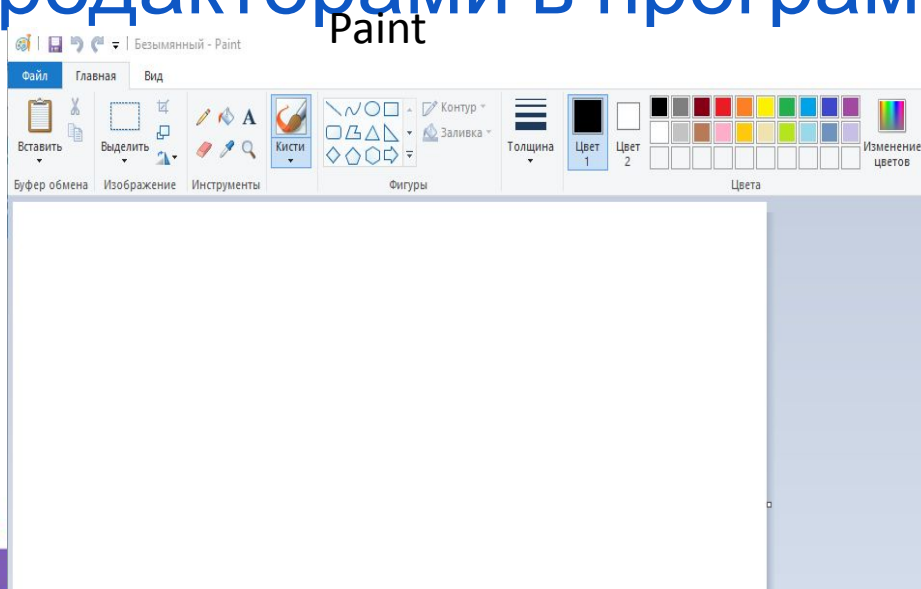 родакторами в програм
Paint
Безымянный - Paint
Файл Главная Вид
Вставить Выделить A Кисти Контур Заливка Толщина Цвет 1 Цвет 2 Изменение цветов
Буфер обмена Изображение Инструменты Фигуры Цвета